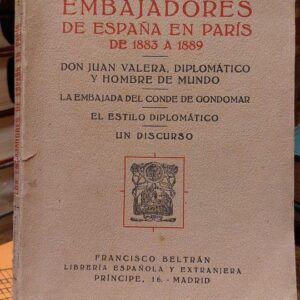 EMBAJADORES
DE ESPAÑA EN PARÍS
DE 1883 A 1889
DON JUAN VALERA, DIPLOMÁTICO
Y HOMBRE DE MUNDO
LA EMBAJADA DEL CONDE DE GONDOMAR
EL ESTILO DIPLOMÁTICO
UN DISCURSO
FRANCISCO BELTRÁN
LIBRERÍA ESPAÑOLA Y EXTRANJERA
PRÍNCIPE, 16.-MADRID